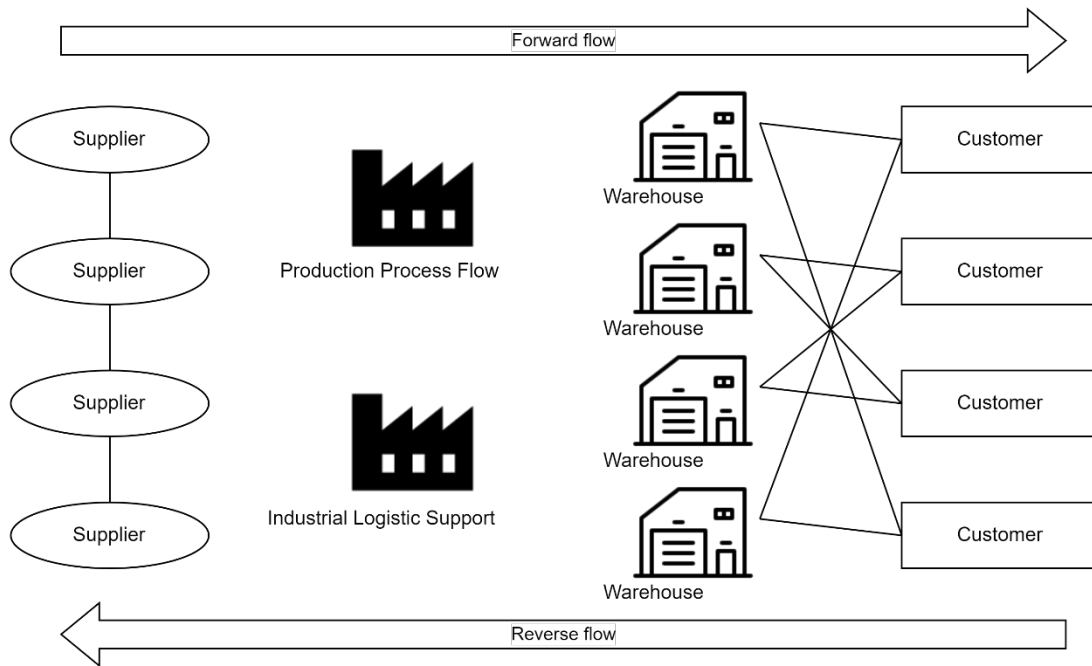 Forward flow
Supplier
Supplier
Supplier
Supplier
Production Process Flow
Industrial Logistic Support
Warehouse
Warehouse
Warehouse
Warehouse
Customer
Customer
Customer
Customer
Reverse flow